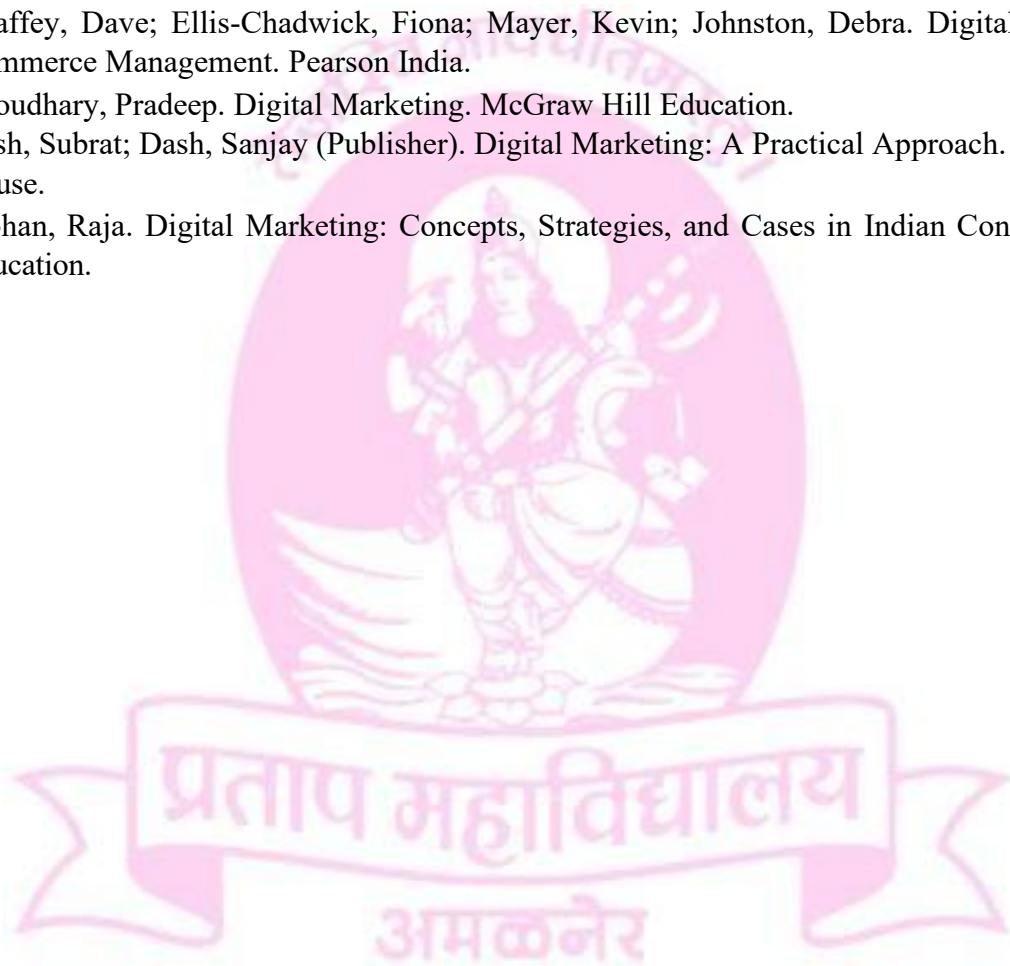 affey, Dave; Ellis-Chadwick, Fiona; Mayer, Kevin; Johnston, Debra. Digital
mmerce Management. Pearson India.
oudhary, Pradeep. Digital Marketing. McGraw Hill Education.
sh, Subrat; Dash, Sanjay (Publisher). Digital Marketing: A Practical Approach.
use.
han, Raja. Digital Marketing: Concepts, Strategies, and Cases in Indian Con
ucation.
प्रताप महाविद्यालय
अमळनेर